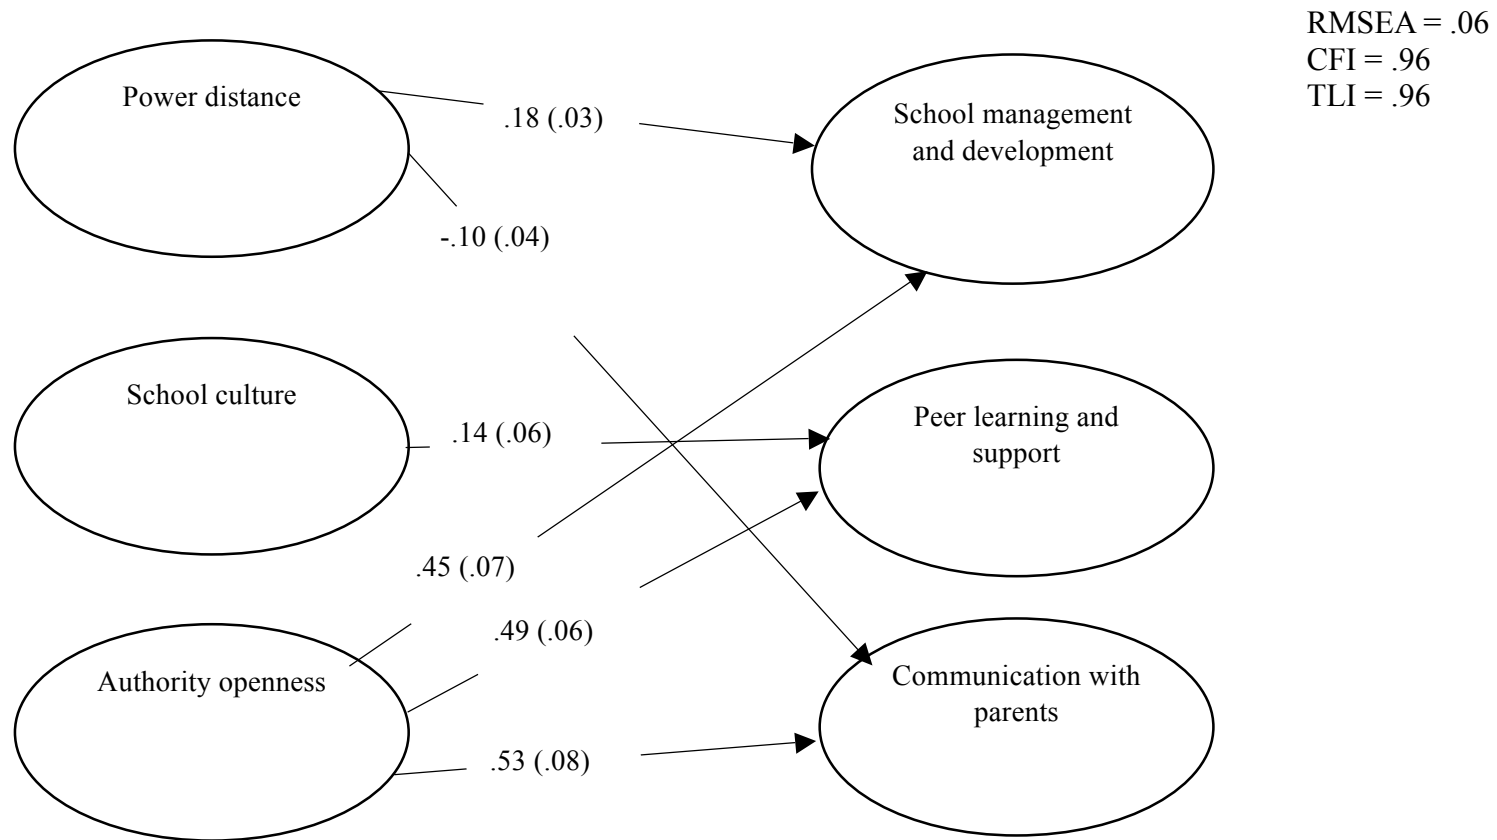 RMSEA = .06
CFI = .96
TLI = .96
Power distance
.18 (.03)
School management
and development
-.10 (.04)
School culture
.14 (.06)
Peer learning and
support
.45 (.07)
.49 (.06)
Authority openness
.53 (.08)
Communication with
parents